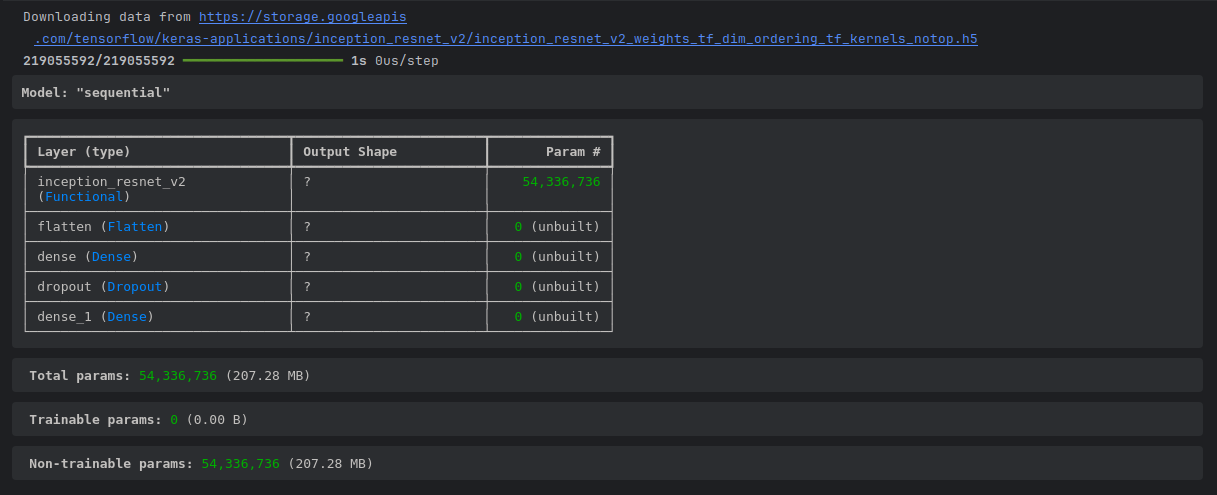 Downloading data from https://storage.googleapis
.com/tensorflow/keras-applications/inception_resnet_v2/inception_resnet_v2_weights_tf_dim_ordering_tf_kernels_notop.h5
219055592/219055592 1s 0us/step
Model: "sequential"
Layer (type) Output Shape Param #
inception_resnet_v2 ? 54,336,736
(Functional)
flatten (Flatten) ? 0 (unbuilt)
dense (Dense) ? 0 (unbuilt)
dropout (Dropout) ? 0 (unbuilt)
dense_1 (Dense) ? 0 (unbuilt)
Total params: 54,336,736 (207.28 MB)
Trainable params: 0 (0.00 B)
Non-trainable params: 54,336,736 (207.28 MB)